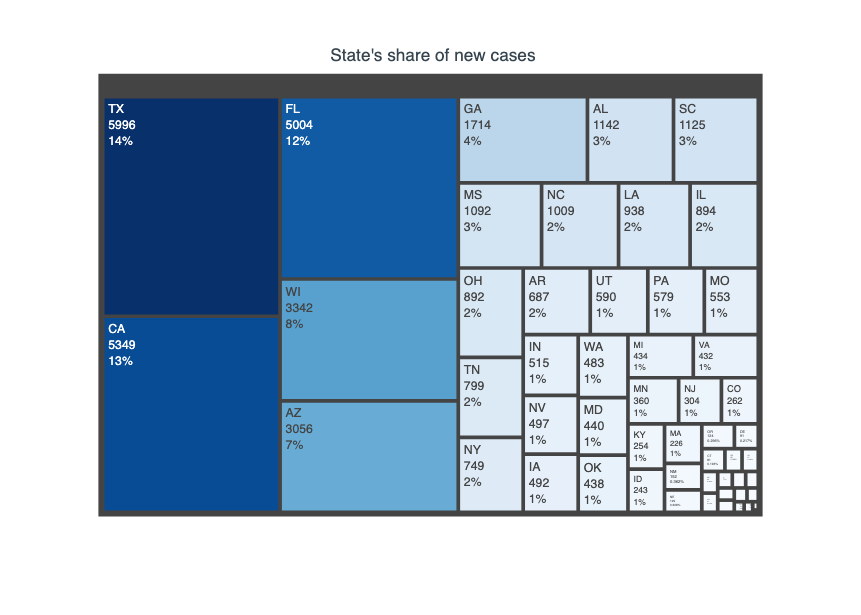 State's share of new cases
TX
5996
14%
CA
5349
13%
FL
5004
12%
WI
3342
8%
AZ
3056
7%
GA
1714
4%
AL
1142
3%
SC
1125
3%
MS
1092
3%
NC
1009
2%
LA
938
2%
IL
894
2%
OH
892
2%
TN
799
2%
NY
749
2%
AR
687
2%
UT
590
1%
PA
579
1%
MO
553
1%
IN
515
1%
NV
497
1%
IA
492
1%
WA
483
1%
MD
440
1%
OK
438
1%
MI
434
1%
VA
432
1%
MN
360
1%
NJ
304
1%
CO
262
1%
KY
254
1%
ID
243
1%
MA
226
1%
NM